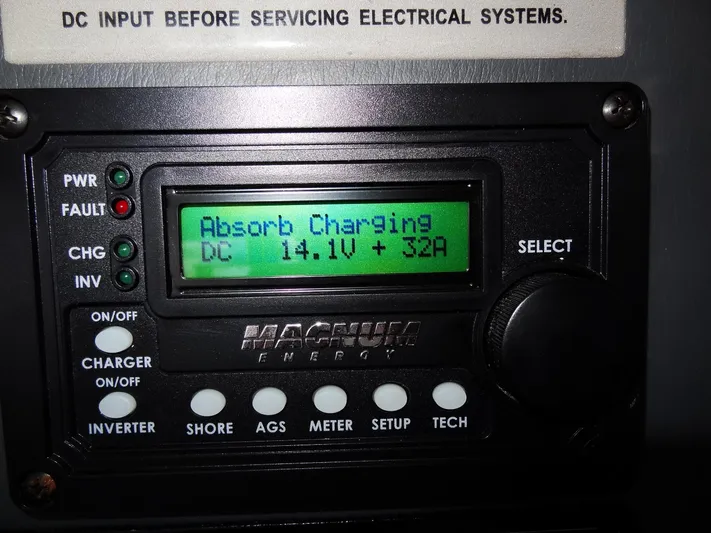 DC INPUT BEFORE SERVICING ELECTRICAL SYSTEMS.
PWR
FAULT
CHG
INV
Absorb Charging
DC 14.1V + 32A
SELECT
ON/OFF
CHARGER
ON/OFF
INVERTER
MAGNUM
ENERGY
SHORE
AGS
METER
SETUP
TECH